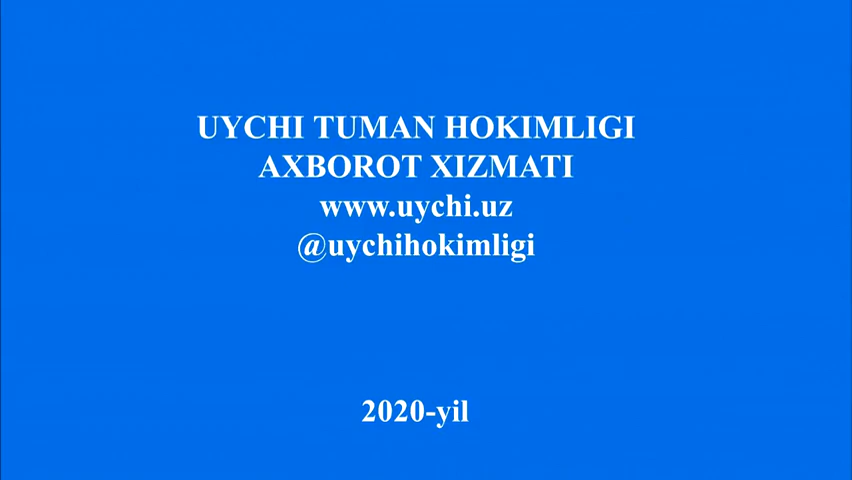 UYCHI TUMAN HOKIMLIGI
AXBOROT XIZMATI
www.uychi.uz
@uychihokimligi
2020-yil